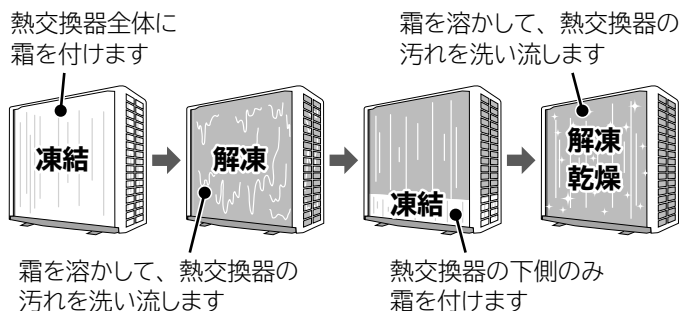 熱交換器全体に
霜を付けます
霜を溶かして、熱交換器の
汚れを洗い流します
凍結
解凍
凍結
解凍
乾燥
霜を溶かして、熱交換器の
汚れを洗い流します
熱交換器の下側のみ
霜を付けます